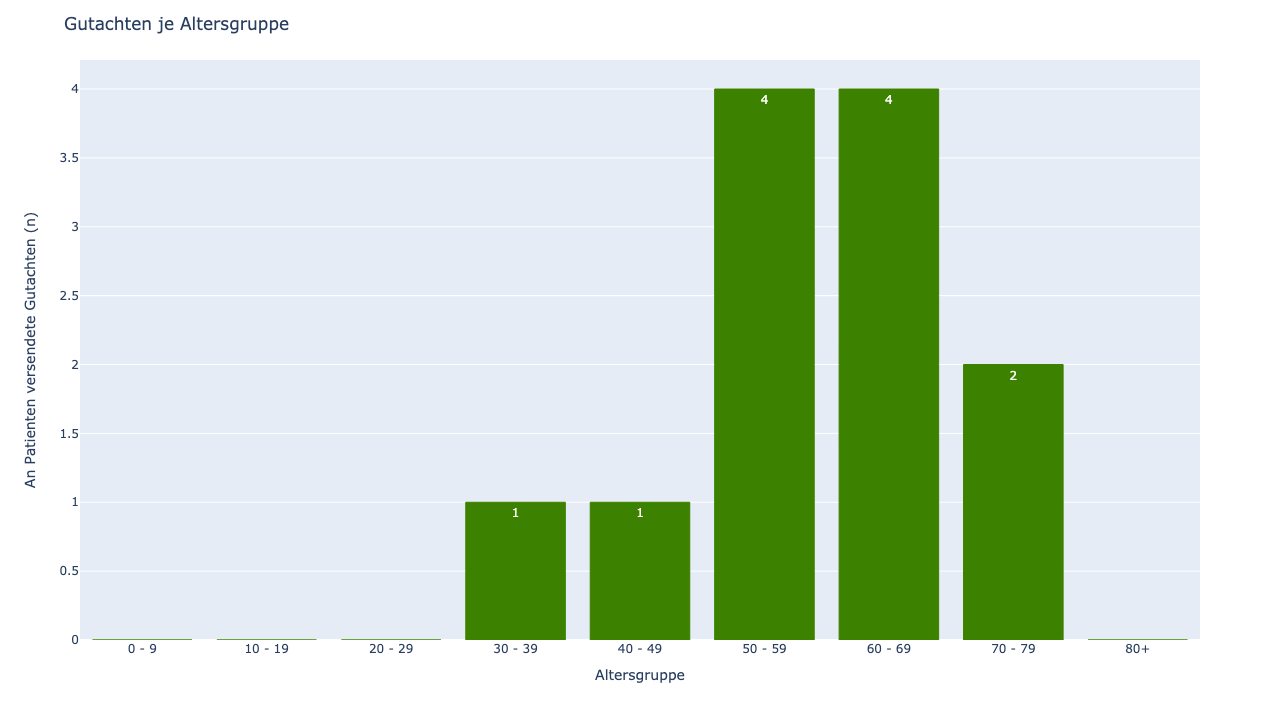 Gutachten je Altersgruppe
An Patienten versendete Gutachten (n)
4
3.5
3
2.5
2
1.5
1
0.5
0
1
1
4
4
2
0 - 9
10 - 19
20 - 29
30 - 39
40 - 49
50 - 59
60 - 69
70 - 79
80+
Altersgruppe